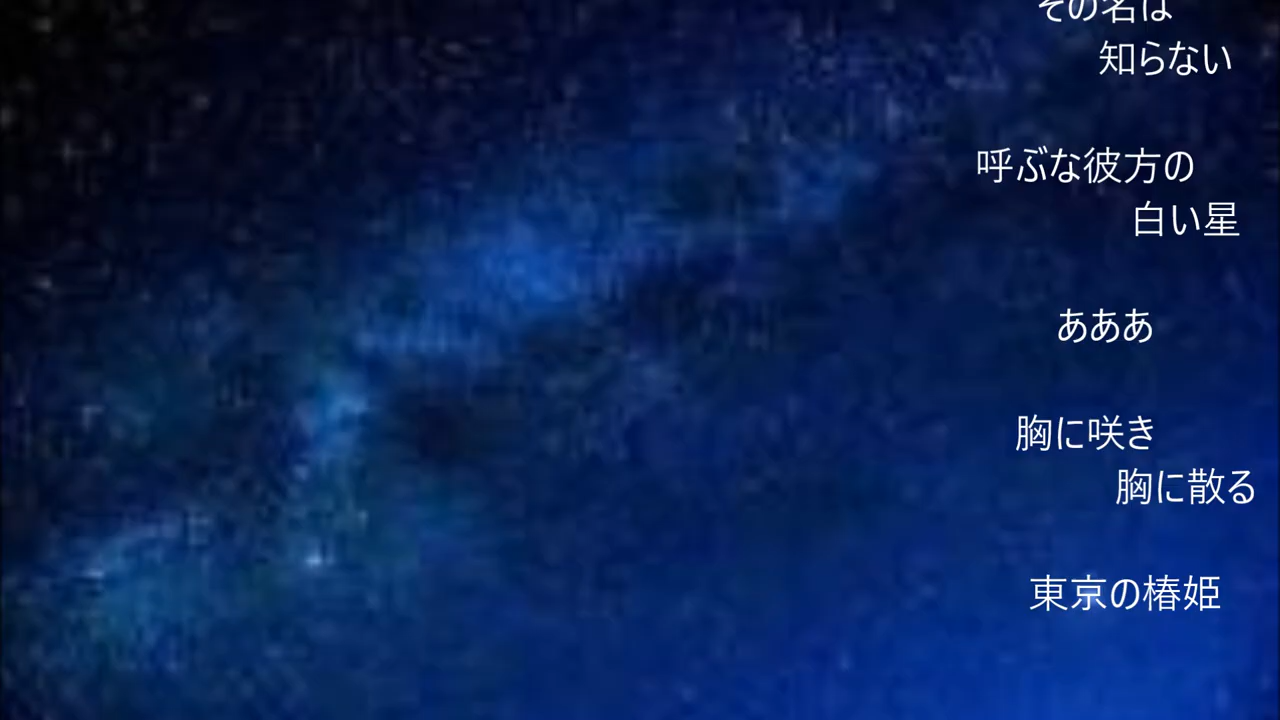 その名は
知らない
呼ぶな彼方の
白い星
あああ
胸に咲き
胸に散る
東京の椿姫